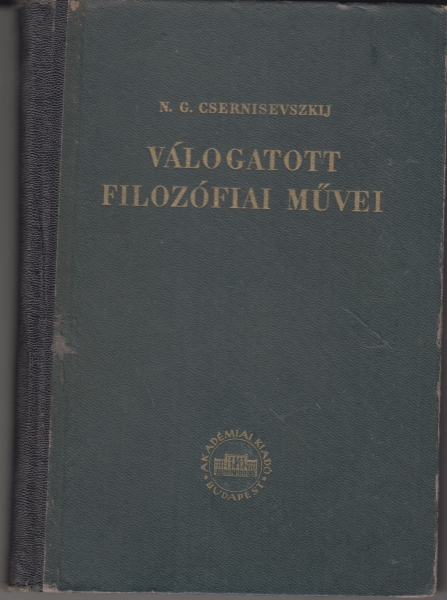 N. G. CSERNISEVSZKIJ
VÁLOGATOTT
FILOZÓFIAI MŰVEI
AKADÉMIAI KIADÓ
BUDAPEST